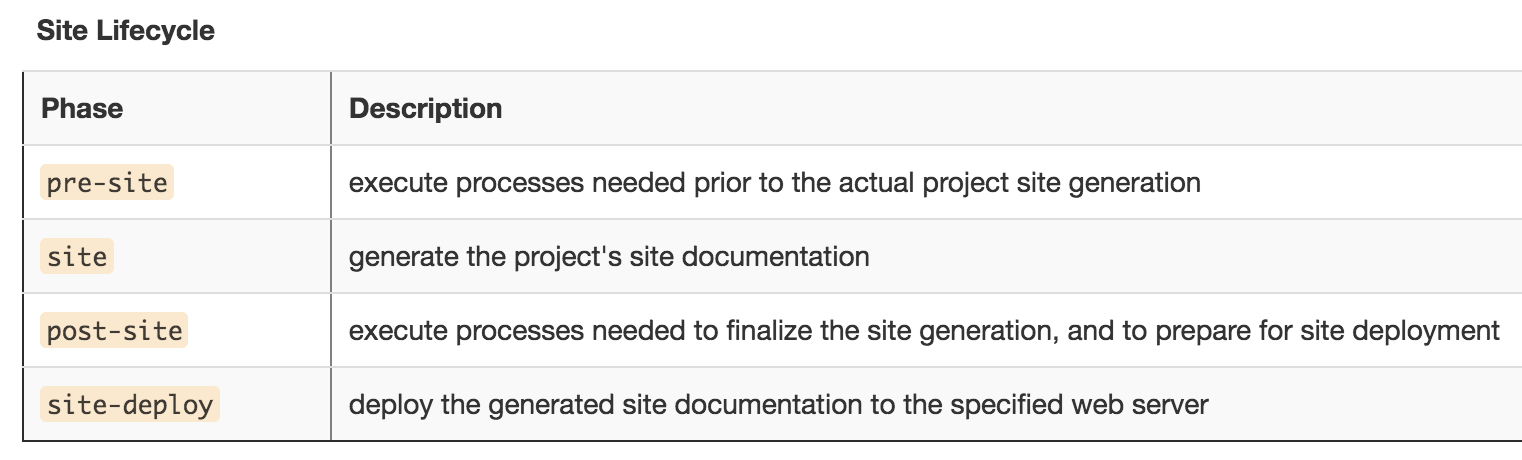 Site Lifecycle
Phase Description
pre-site execute processes needed prior to the actual project site generation
site generate the project's site documentation
post-site execute processes needed to finalize the site generation, and to prepare for site deployment
site-deploy deploy the generated site documentation to the specified web server